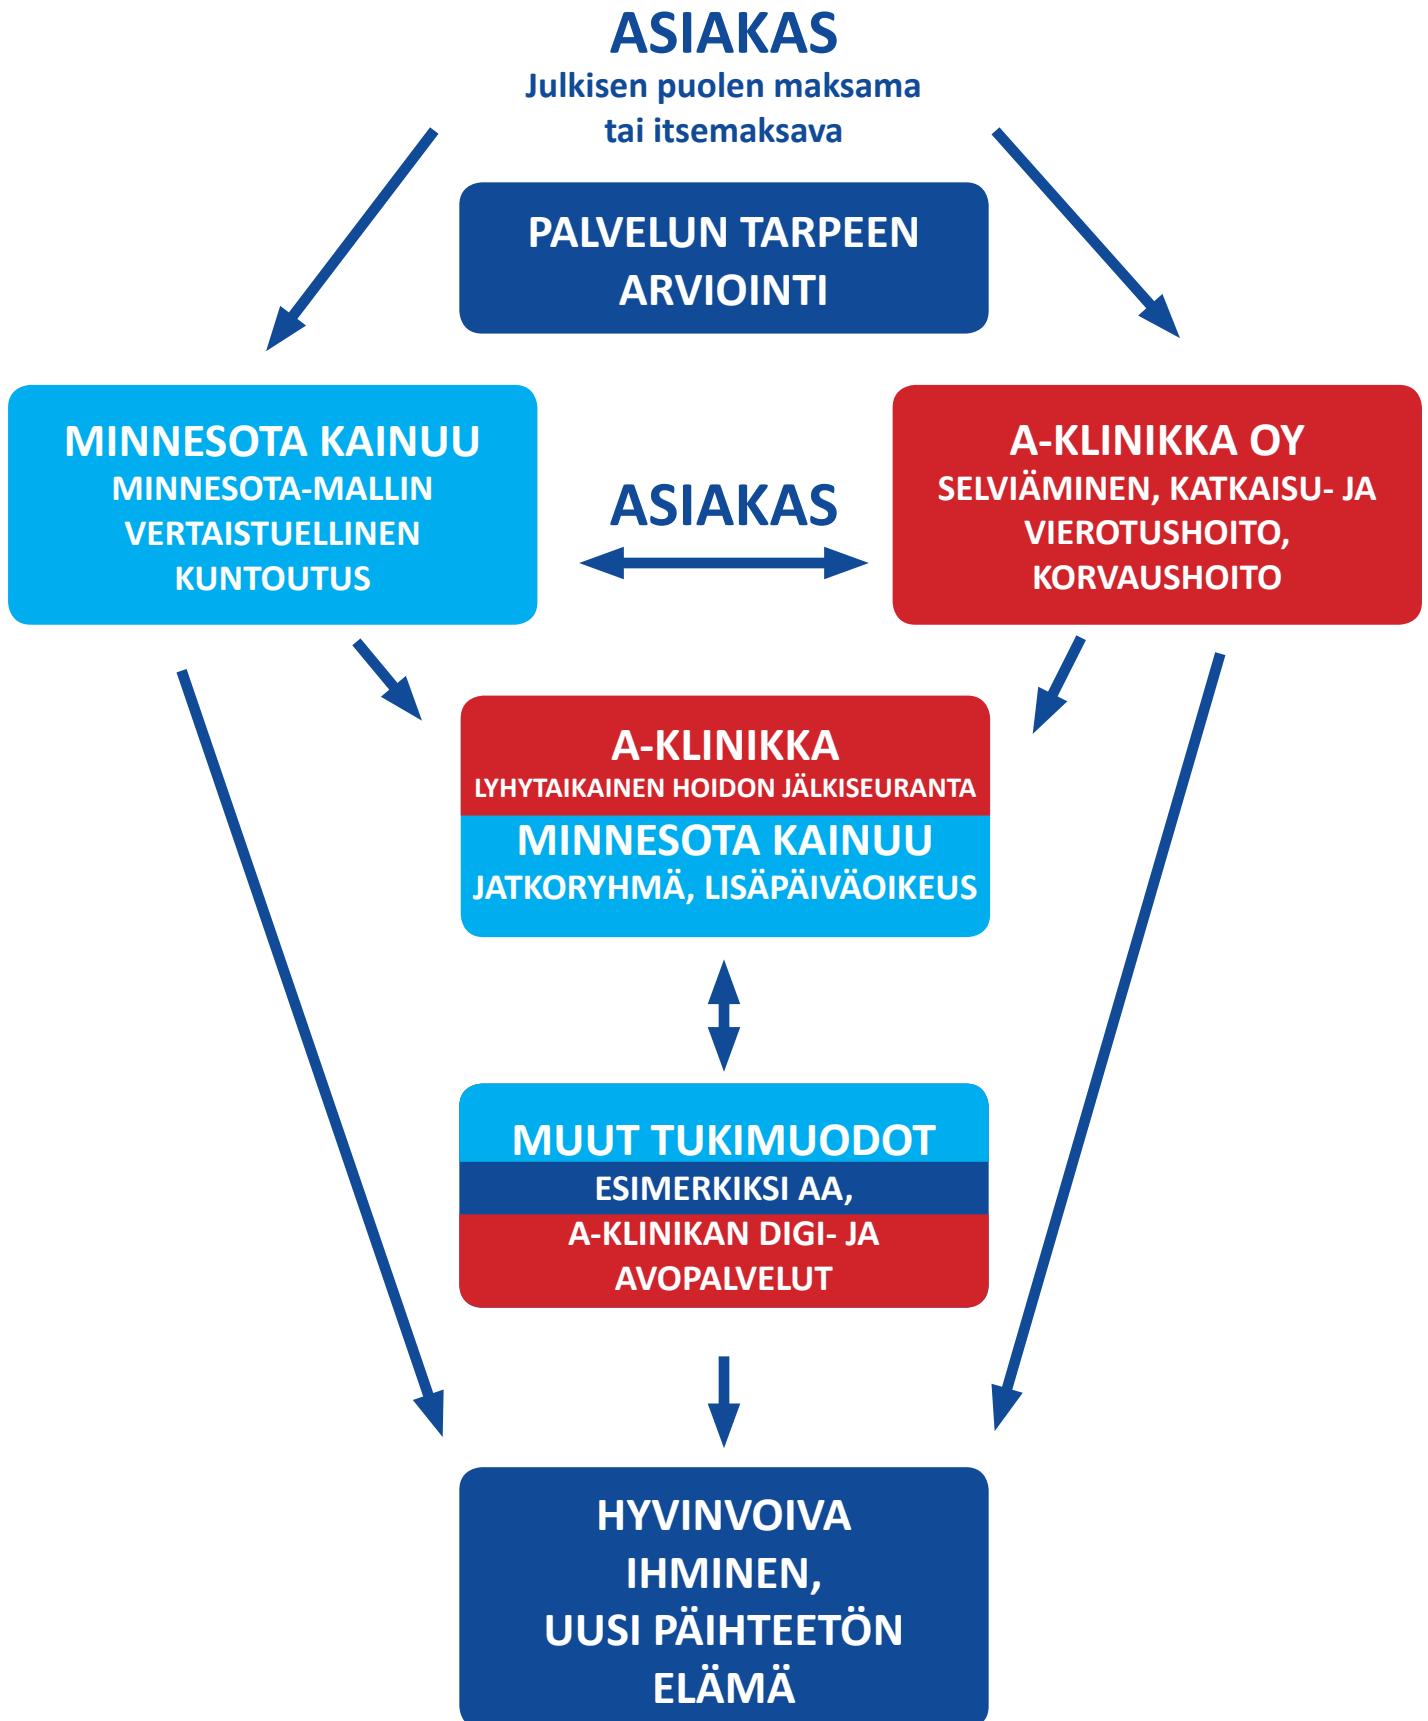 ASIAKAS
Julkisen puolen maksama
tai itsemaksava
PALVELUN TARPEEN
ARVIOINTI
MINNESOTA KAINUU
MINNESOTA-MALLIN
VERTAISTUELLINEN
KUNTOUTUS
ASIAKAS
A-KLINIKKA OY
SELVIÄMINEN, KATKAISU- JA
VIEROTUSHOITO,
KORVAUSHOITO
A-KLINIKKA
LYHYTAIKAINEN HOIDON JÄLKISEURANTA
MINNESOTA KAINUU
JATKORYHMÄ, LISÄPÄIVÄOIKEUS
MUUT TUKIMUODOT
ESIMERKIKSI AA,
A-KLINIKAN DIGI- JA
AVOPALVELUT
HYVINVOIVA
IHMINEN,
UUSI PÄIHTEETÖN
ELÄMÄ